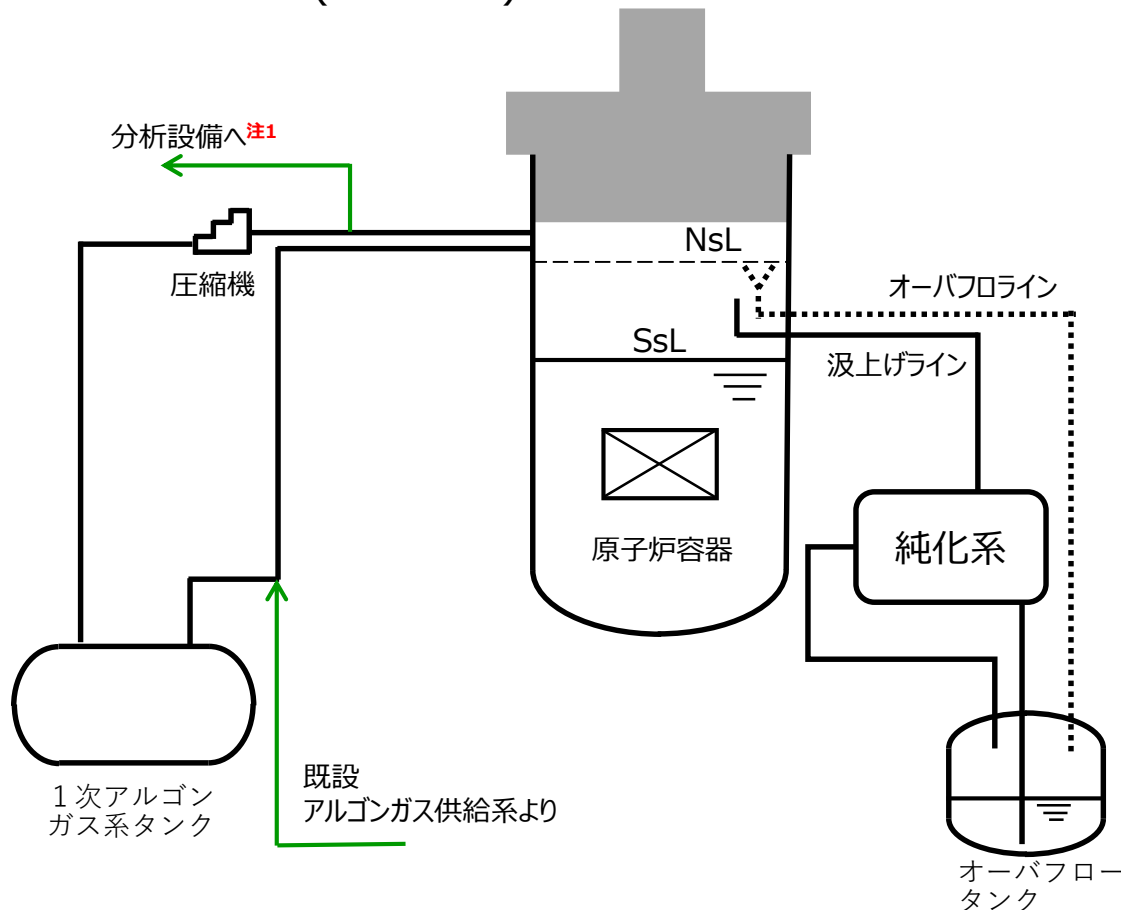 分析設備へ注1
圧縮機
NsL
オーバフロライン
SsL
汲上げライン
原子炉容器
純化系
既設
アルゴンガス供給系より
１次アルゴン
ガス系タンク
オーバフロー
タンク